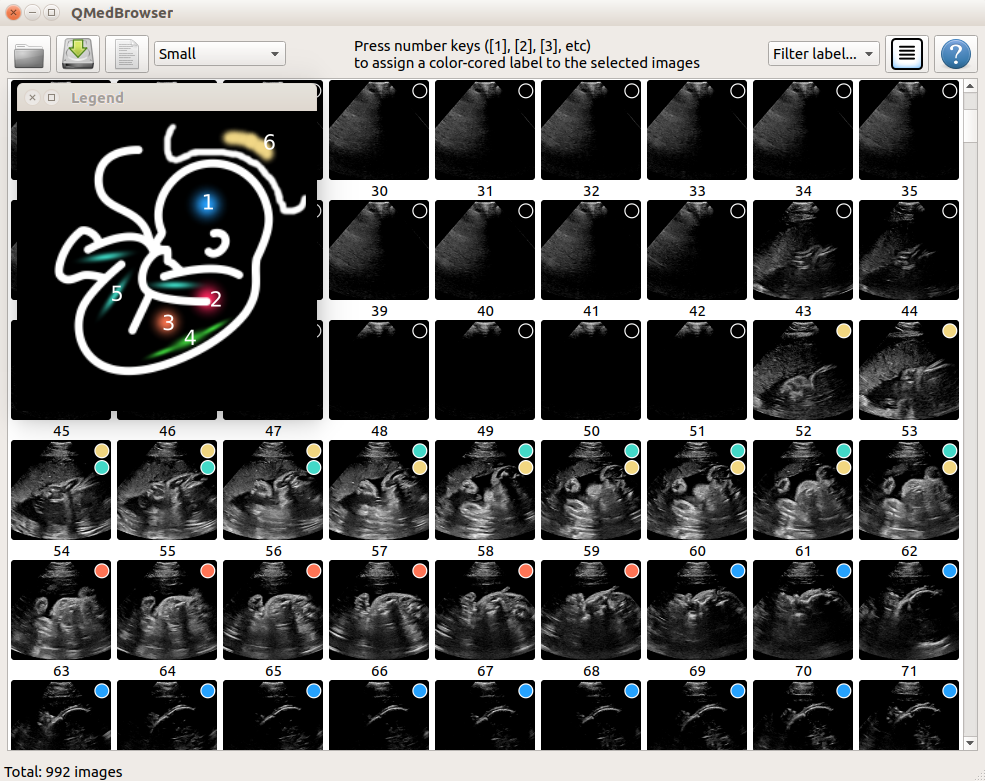 QMedBrowser
Small
Press number keys ([1], [2], [3], etc)
to assign a color-cored label to the selected images
Filter label...
?
Legend
6
1
5
2
3
4
30 31 32 33 34 35
39 40 41 42 43 44
45 46 47 48 49 50 51 52 53
54 55 56 57 58 59 60 61 62
63 64 65 66 67 68 69 70 71
Total: 992 images